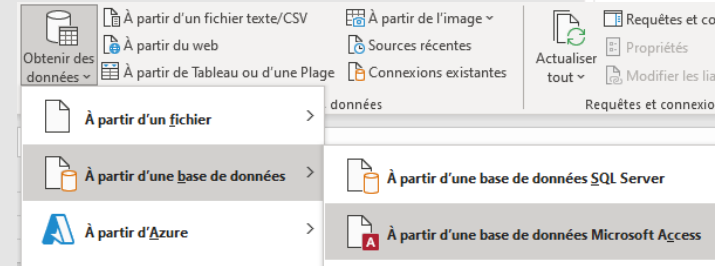 À partir d'un fichier texte/CSV
À partir de l'image
Requêtes et co
À partir du web
Sources récentes
Propriétés
Obtenir des
données
À partir de Tableau ou d'une Plage
Connexions existantes
Actualiser
tout
Modifier les lia
données
Requêtes et connexio
À partir d'un fichier
À partir d'une base de données
À partir d'une base de données SQL Server
À partir d'Azure
À partir d'une base de données Microsoft Access